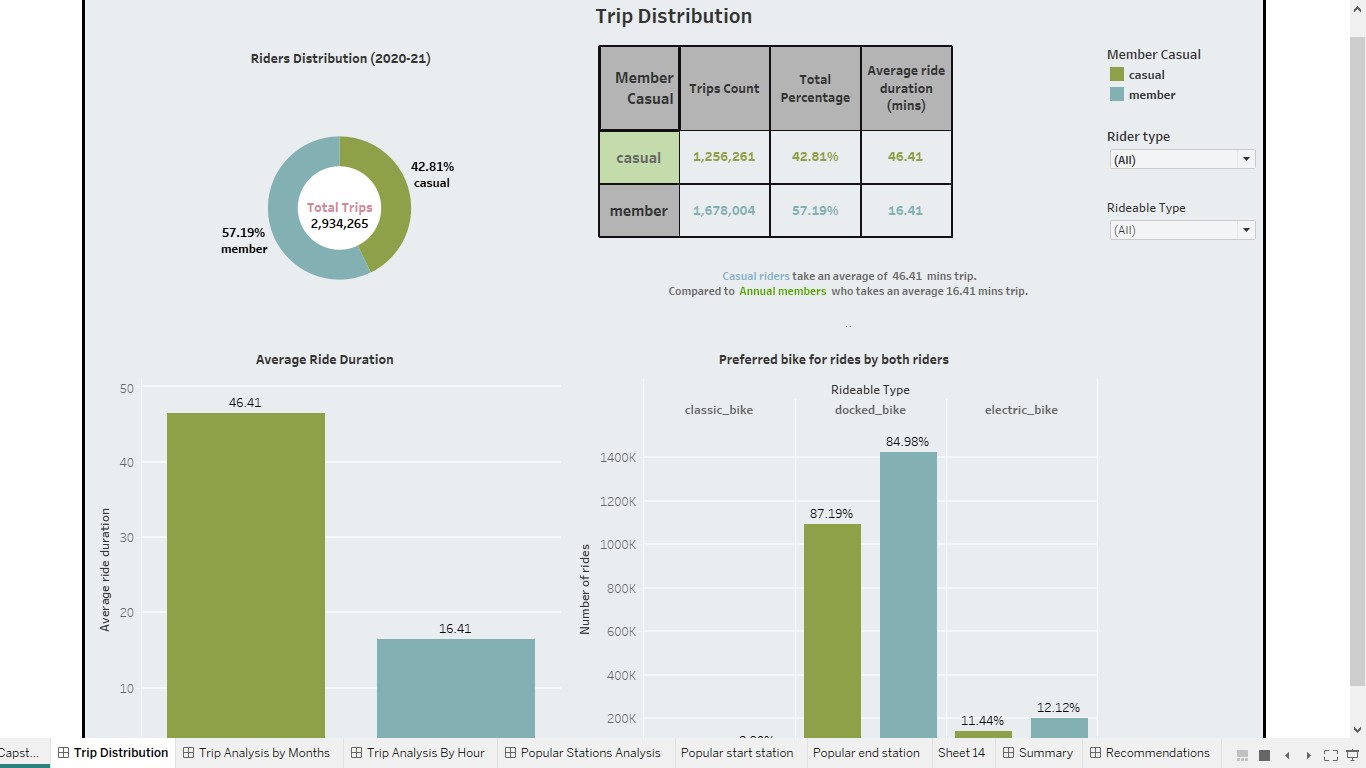 Trip Distribution
Riders Distribution (2020-21)
42.81%
casual
57.19%
member
Total Trips
2,934,265
Member
Casual
Trips Count
Total
Percentage
Average ride
duration
(mins)
casual
1,256,261
42.81%
46.41
member
1,678,004
57.19%
16.41
Member Casual
casual
member
Rider type
(All)
Rideable Type
(All)
Casual riders take an average of 46.41 mins trip.
Compared to Annual members who takes an average 16.41 mins trip.
..
Average Ride Duration
Average ride duration
50
40
30
20
10
46.41
16.41
Preferred bike for rides by both riders
Rideable Type
classic_bike
docked_bike
electric_bike
Number of rides
1400K
1200K
1000K
800K
600K
400K
200K
87.19%
84.98%
11.44%
12.12%
Capst...
Trip Distribution
Trip Analysis by Months
Trip Analysis By Hour
Popular Stations Analysis
Popular start station
Popular end station
Sheet 14
Summary
Recommendations